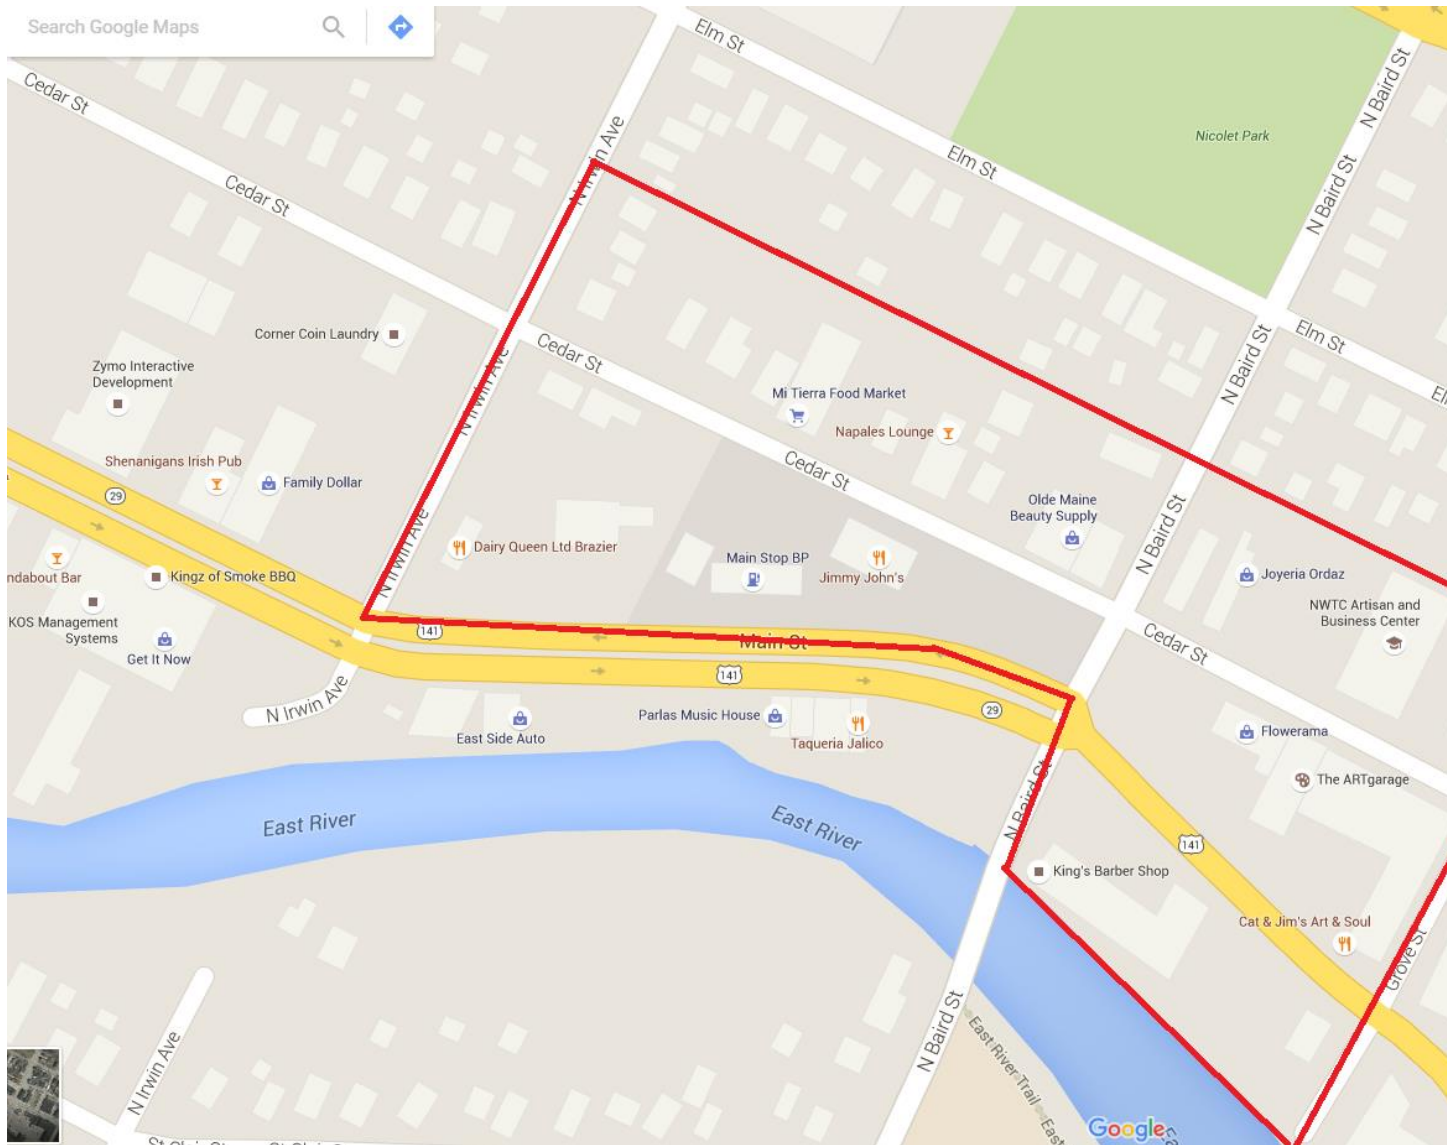 Search Google Maps
Elm St
N Baird St
Cedar St
N Irwin Ave
Nicolet Park
Elm St
N Baird St
Cedar St
Elm St
Corner Coin Laundry
Cedar St
N Irwin Ave
N Baird St
Zymo Interactive
Development
Mi Tierra Food Market
Napales Lounge
Shenanigans Irish Pub
Family Dollar
29
Cedar St
Olde Maine
Beauty Supply
N Baird St
N Irwin Ave
Dairy Queen Ltd Brazier
Main Stop BP
Jimmy John's
Joyeria Ordaz
ndabout Bar
Kingz of Smoke BBQ
NWTC Artisan and
Business Center
KOS Management
Systems
Get It Now
141
Main St
Cedar St
141
N Irwin Ave
East Side Auto
Parlas Music House
Taqueria Jalico
29
Flowerama
The ARTgarage
N Baird St
East River
East River
141
King's Barber Shop
Cat & Jim's Art & Soul
Grove St
N Baird St
East River Trail
East
N Irwin Ave
Google